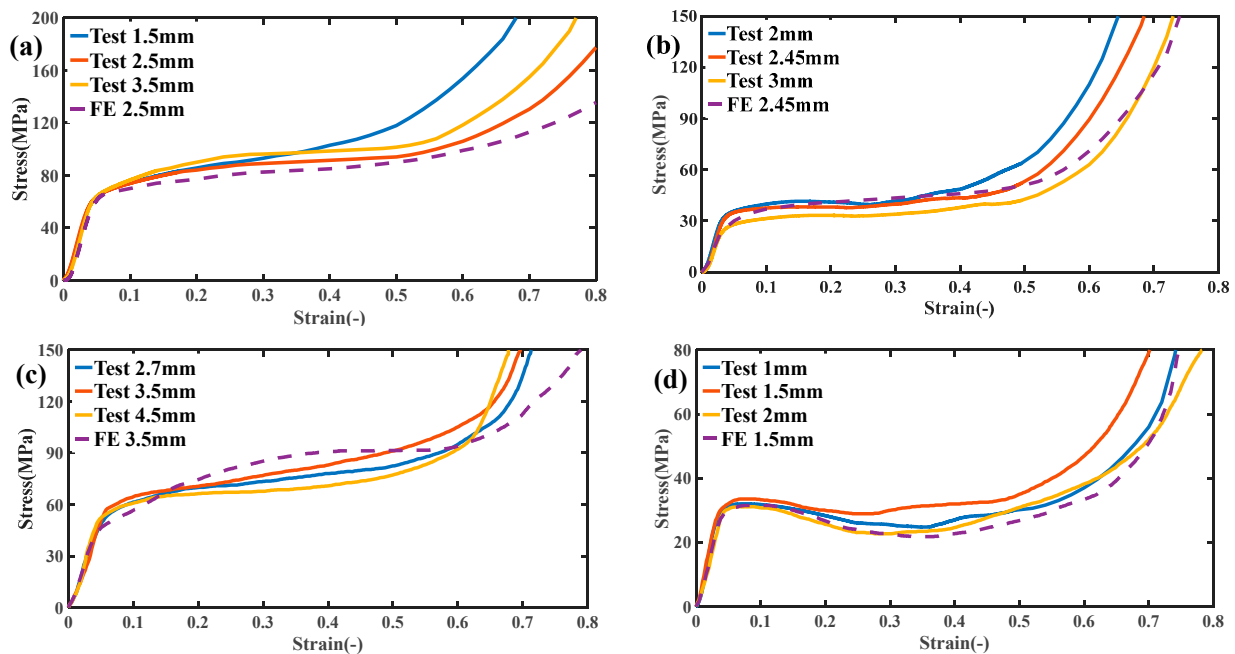 (a)
Test 1.5mm
Test 2.5mm
Test 3.5mm
FE 2.5mm
Stress(MPa)
200
160
120
80
40
0
0 0.1 0.2 0.3 0.4 0.5 0.6 0.7 0.8
Strain(-)
(b)
Test 2mm
Test 2.45mm
Test 3mm
FE 2.45mm
Stress(MPa)
150
120
90
60
30
0
0 0.1 0.2 0.3 0.4 0.5 0.6 0.7 0.8
Strain(-)
(c)
Test 2.7mm
Test 3.5mm
Test 4.5mm
FE 3.5mm
Stress(MPa)
150
120
90
60
30
0
0 0.1 0.2 0.3 0.4 0.5 0.6 0.7 0.8
Strain(-)
(d)
Test 1mm
Test 1.5mm
Test 2mm
FE 1.5mm
Stress(MPa)
80
60
40
20
0
0 0.1 0.2 0.3 0.4 0.5 0.6 0.7 0.8
Strain(-)